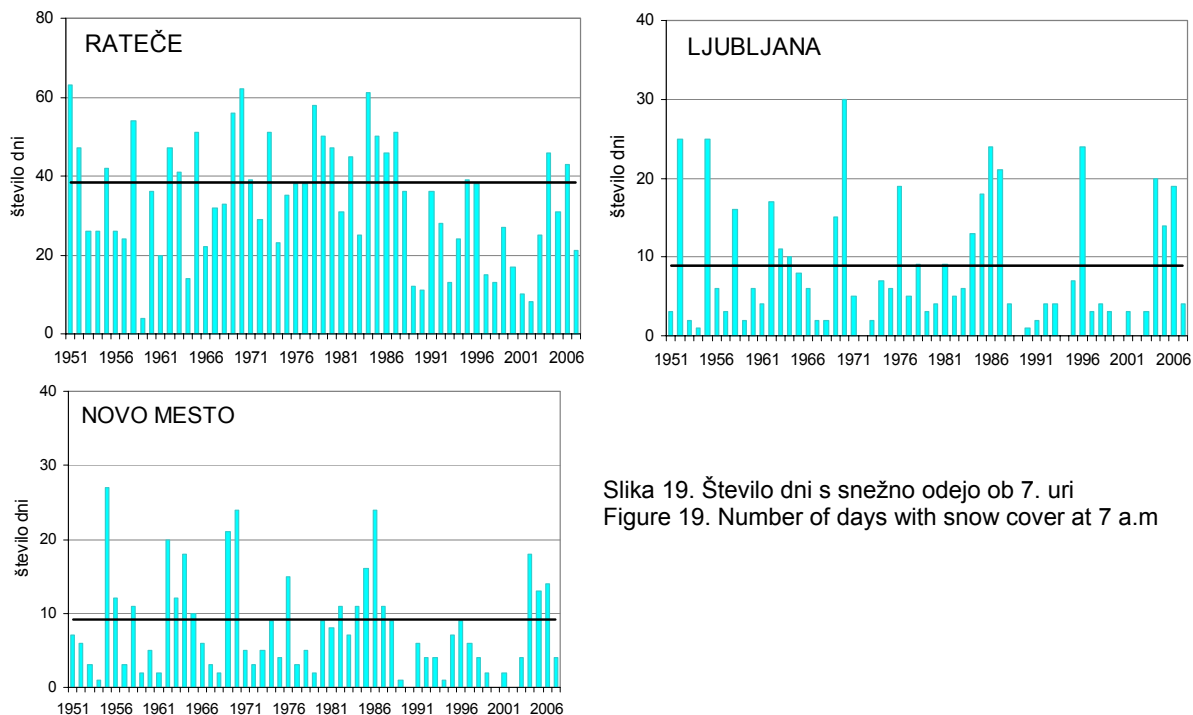 RATEČE
število dni
80
60
40
20
0
1951 1956 1961 1966 1971 1976 1981 1986 1991 1996 2001 2006
LJUBLJANA
število dni
40
30
20
10
0
1951 1956 1961 1966 1971 1976 1981 1986 1991 1996 2001 2006
NOVO MESTO
število dni
40
30
20
10
0
1951 1956 1961 1966 1971 1976 1981 1986 1991 1996 2001 2006
Slika 19. Število dni s snežno odejo ob 7. uri
Figure 19. Number of days with snow cover at 7 a.m